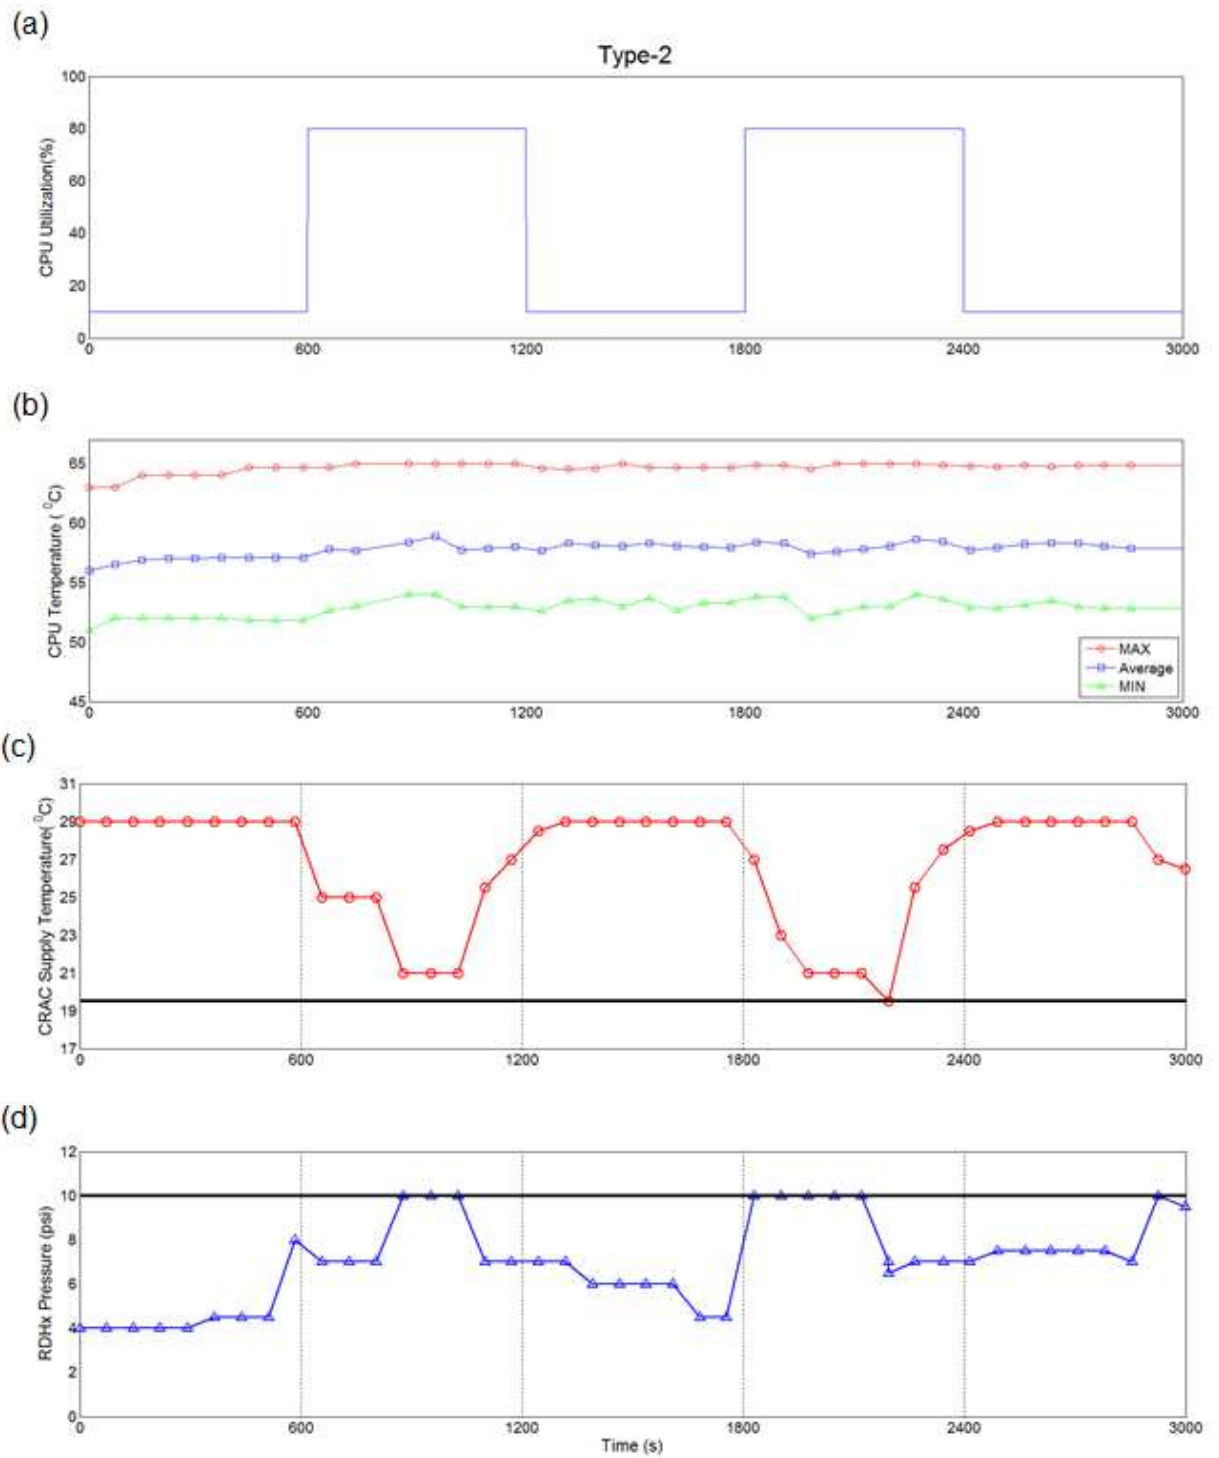 (a)
Type-2
100
80
60
40
20
0
CPU Utilization(%)
0 600 1200 1800 2400 3000
(b)
65
60
55
50
45
CPU Temperature ( ⁰C)
MAX
Average
MIN
0 600 1200 1800 2400 3000
(c)
31
29
27
25
23
21
19
17
CRAC Supply Temperature(⁰C)
0 600 1200 1800 2400 3000
(d)
12
10
8
6
4
2
0
RDHx Pressure (psi)
0 600 1200 1800 2400 3000
Time (s)